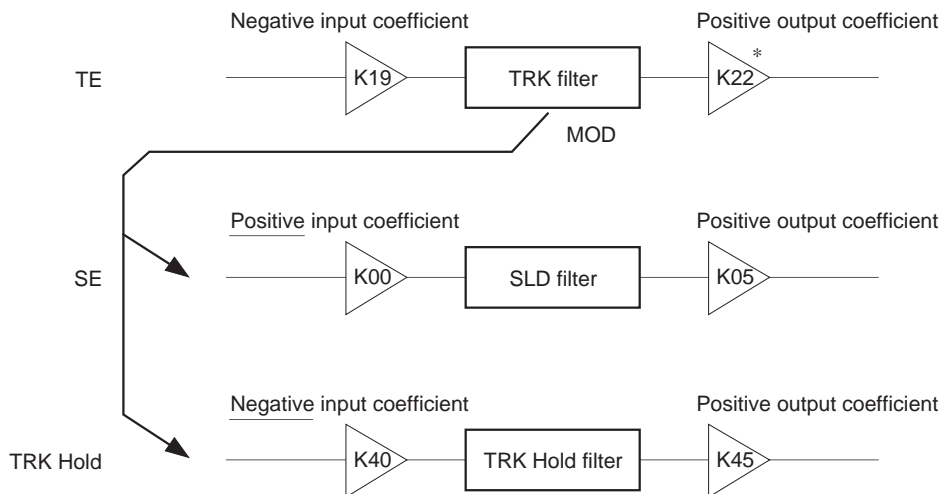 Negative input coefficient Positive output coefficient
TE K19 TRK filter K22 *
MOD
Positive input coefficient Positive output coefficient
SE K00 SLD filter K05
Negative input coefficient Positive output coefficient
TRK Hold K40 TRK Hold filter K45